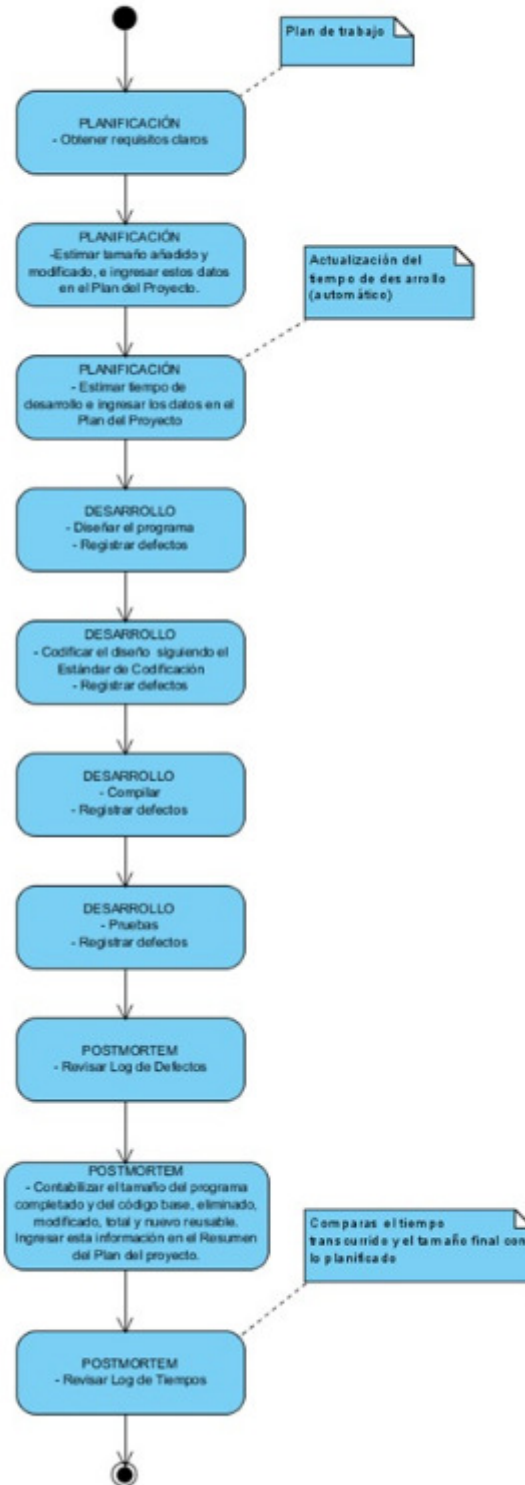 Plan de trabajo
PLANIFICACIÓN
- Obtener requisitos claros
PLANIFICACIÓN
-Estimar tamaño añadido y
modificado, e ingresar estos datos
en el Plan del Proyecto.
Actualización del
tiempo de desarrollo
(automático)
PLANIFICACIÓN
- Estimar tiempo de
desarrollo e ingresar los datos en el
Plan del Proyecto
DESARROLLO
- Diseñar el programa
- Registrar defectos
DESARROLLO
- Codificar el diseño siguiendo el
Estándar de Codificación
- Registrar defectos
DESARROLLO
- Compilar
- Registrar defectos
DESARROLLO
- Pruebas
- Registrar defectos
POSTMORTEM
- Revisar Log de Defectos
POSTMORTEM
- Contabilizar el tamaño del programa
completado y del código base, eliminado,
modificado, total y nuevo reusable.
Ingresar esta información en el Resumen
del Plan del proyecto.
Comparas el tiempo
transcurrido y el tamaño final con
lo planificado
POSTMORTEM
- Revisar Log de Tiempos